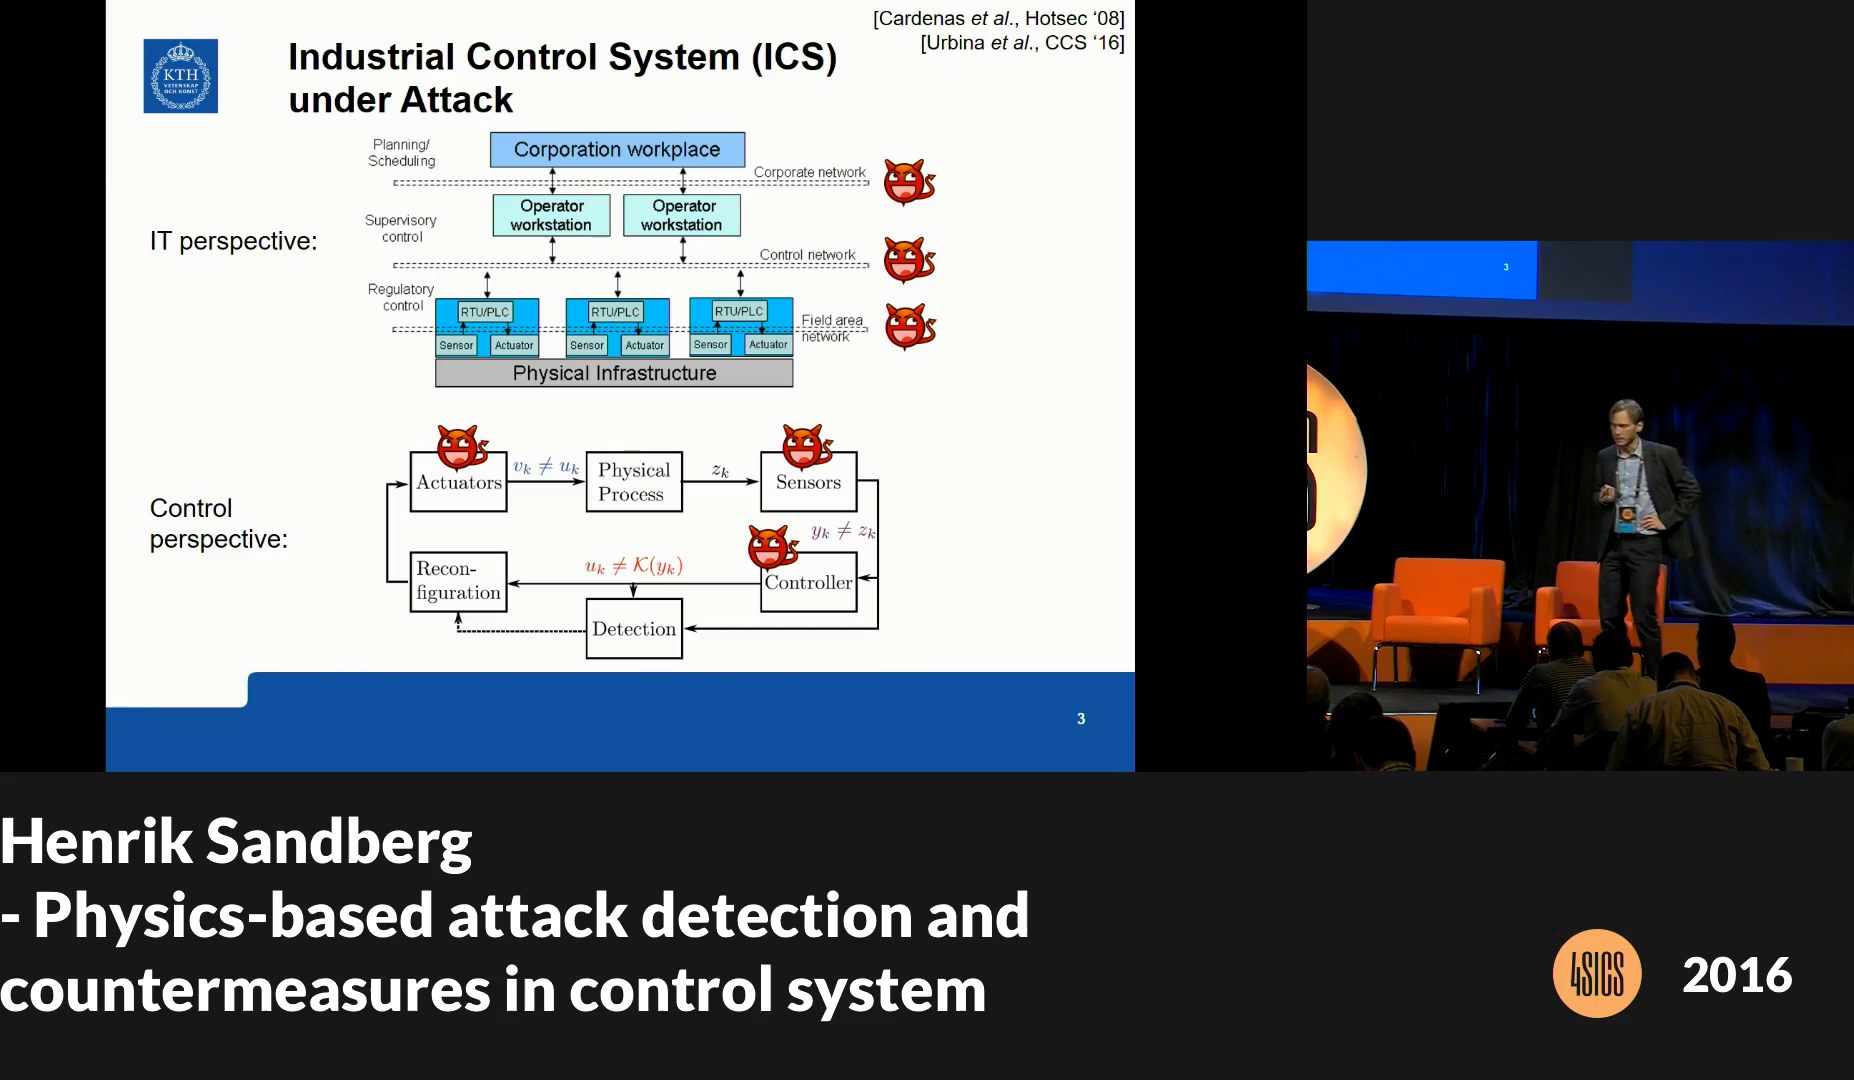 [Cardenas et al., Hotsec ‘08]
[Urbina et al., CCS ‘16]
KTH
VETENSKAP
OCH KONST
Industrial Control System (ICS)
under Attack
IT perspective:
Planning/
Scheduling
Corporation workplace
Corporate network
Supervisory
control
Operator
workstation
Operator
workstation
Control network
Regulatory
control
RTU/PLC
RTU/PLC
RTU/PLC
Field area
network
Sensor
Actuator
Sensor
Actuator
Sensor
Actuator
Physical Infrastructure
Control
perspective:
Actuators
vk ≠ uk
Physical
Process
zk
Sensors
yk ≠ zk
Recon-
figuration
uk ≠ K(yk)
Controller
Detection
3
3
Henrik Sandberg
- Physics-based attack detection and
countermeasures in control system
4SICS
2016